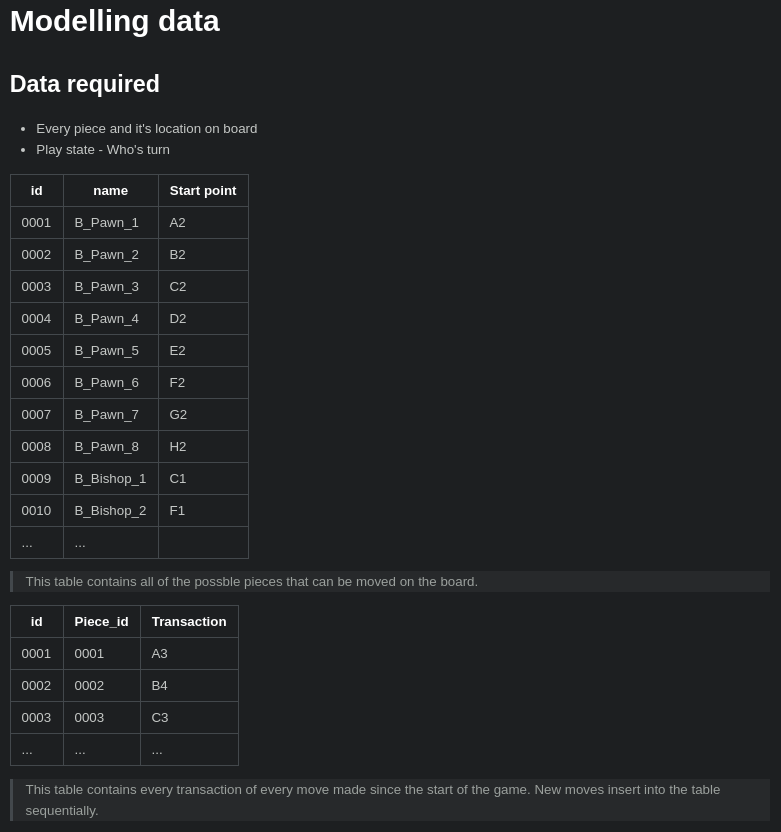 Modelling data
Data required
Every piece and it's location on board
Play state - Who's turn
id name Start point
0001 B_Pawn_1 A2
0002 B_Pawn_2 B2
0003 B_Pawn_3 C2
0004 B_Pawn_4 D2
0005 B_Pawn_5 E2
0006 B_Pawn_6 F2
0007 B_Pawn_7 G2
0008 B_Pawn_8 H2
0009 B_Bishop_1 C1
0010 B_Bishop_2 F1
... ...
This table contains all of the possble pieces that can be moved on the board.
id Piece_id Transaction
0001 0001 A3
0002 0002 B4
0003 0003 C3
... ... ...
This table contains every transaction of every move made since the start of the game. New moves insert into the table
sequentially.